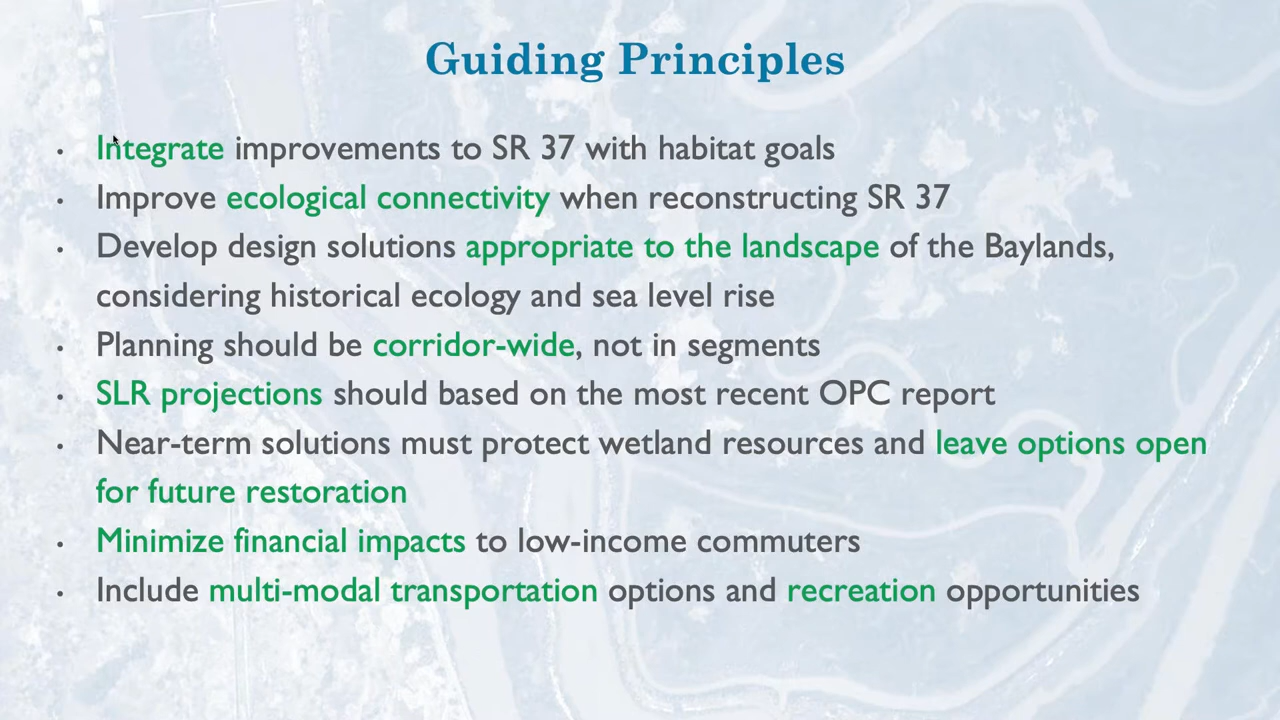 Guiding Principles
• Integrate improvements to SR 37 with habitat goals
• Improve ecological connectivity when reconstructing SR 37
• Develop design solutions appropriate to the landscape of the Baylands,
considering historical ecology and sea level rise
• Planning should be corridor-wide, not in segments
• SLR projections should based on the most recent OPC report
• Near-term solutions must protect wetland resources and leave options open
for future restoration
• Minimize financial impacts to low-income commuters
• Include multi-modal transportation options and recreation opportunities